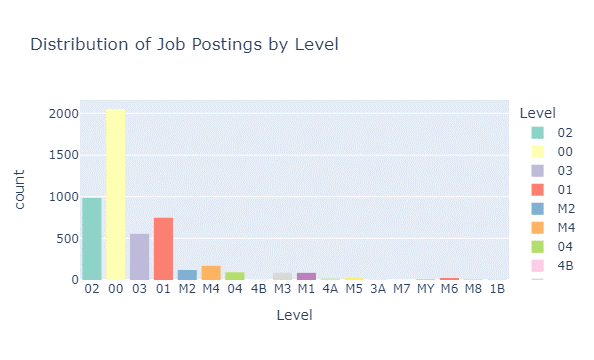 Distribution of Job Postings by Level
2000
1500
1000
500
0
count
02 00 03 01 M2 M4 04 4B M3 M1 4A M5 3A M7 MY M6 M8 1B
Level
Level
02
00
03
01
M2
M4
04
4B